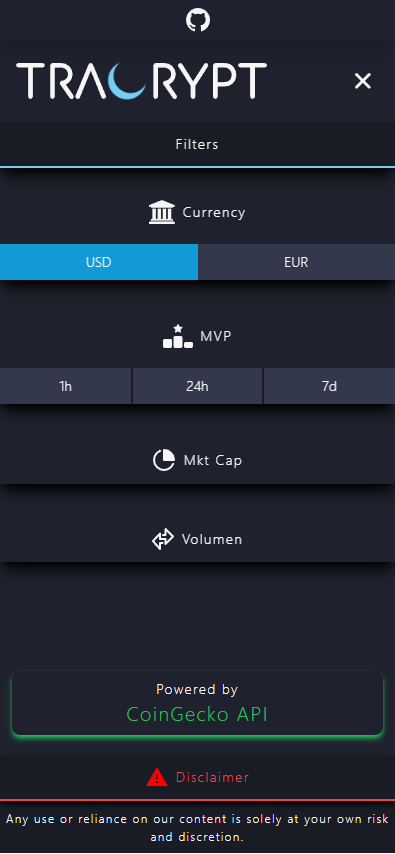 TRACRYPT
Filters
Currency
USD EUR
MVP
1h 24h 7d
Mkt Cap
Volumen
Powered by
CoinGecko API
Disclaimer
Any use or reliance on our content is solely at your own risk
and discretion.